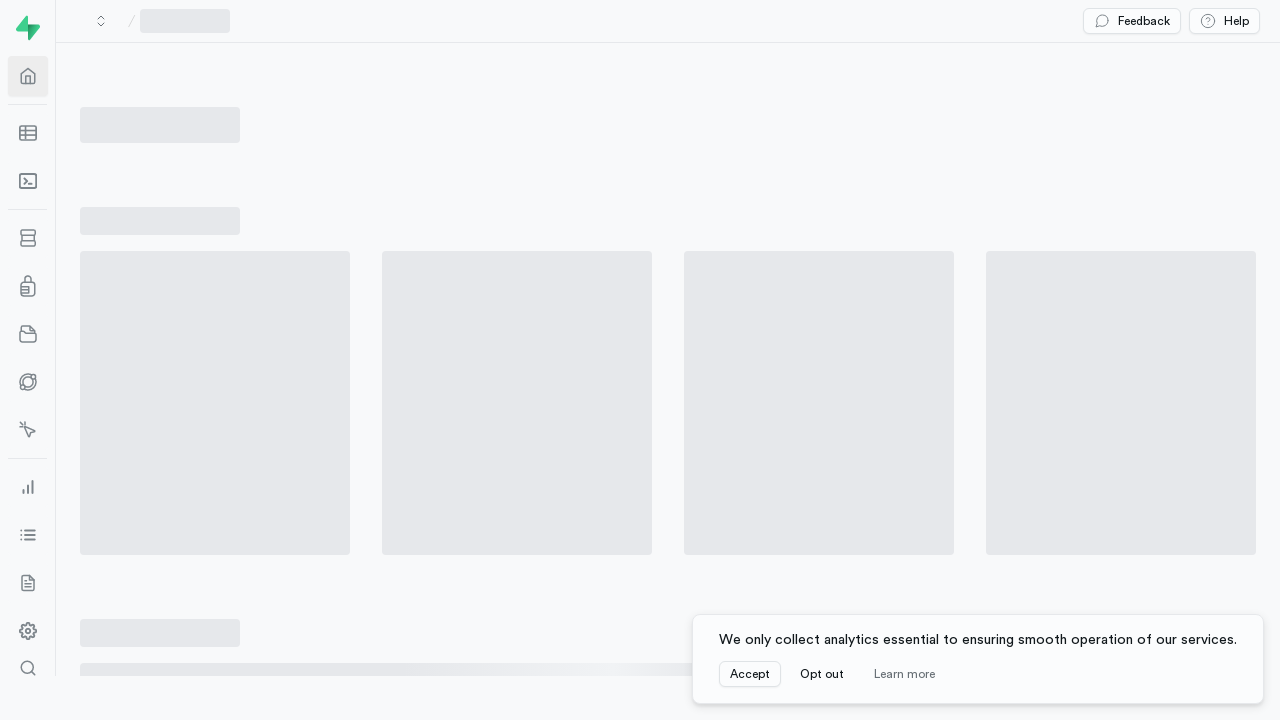 Feedback
Help
We only collect analytics essential to ensuring smooth operation of our services.
Accept
Opt out
Learn more